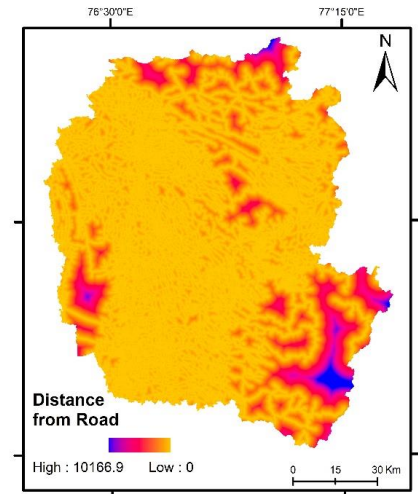 76°30'0"E 77°15'0"E
N
Distance
from Road
High : 10166.9 Low : 0
0 15 30 Km